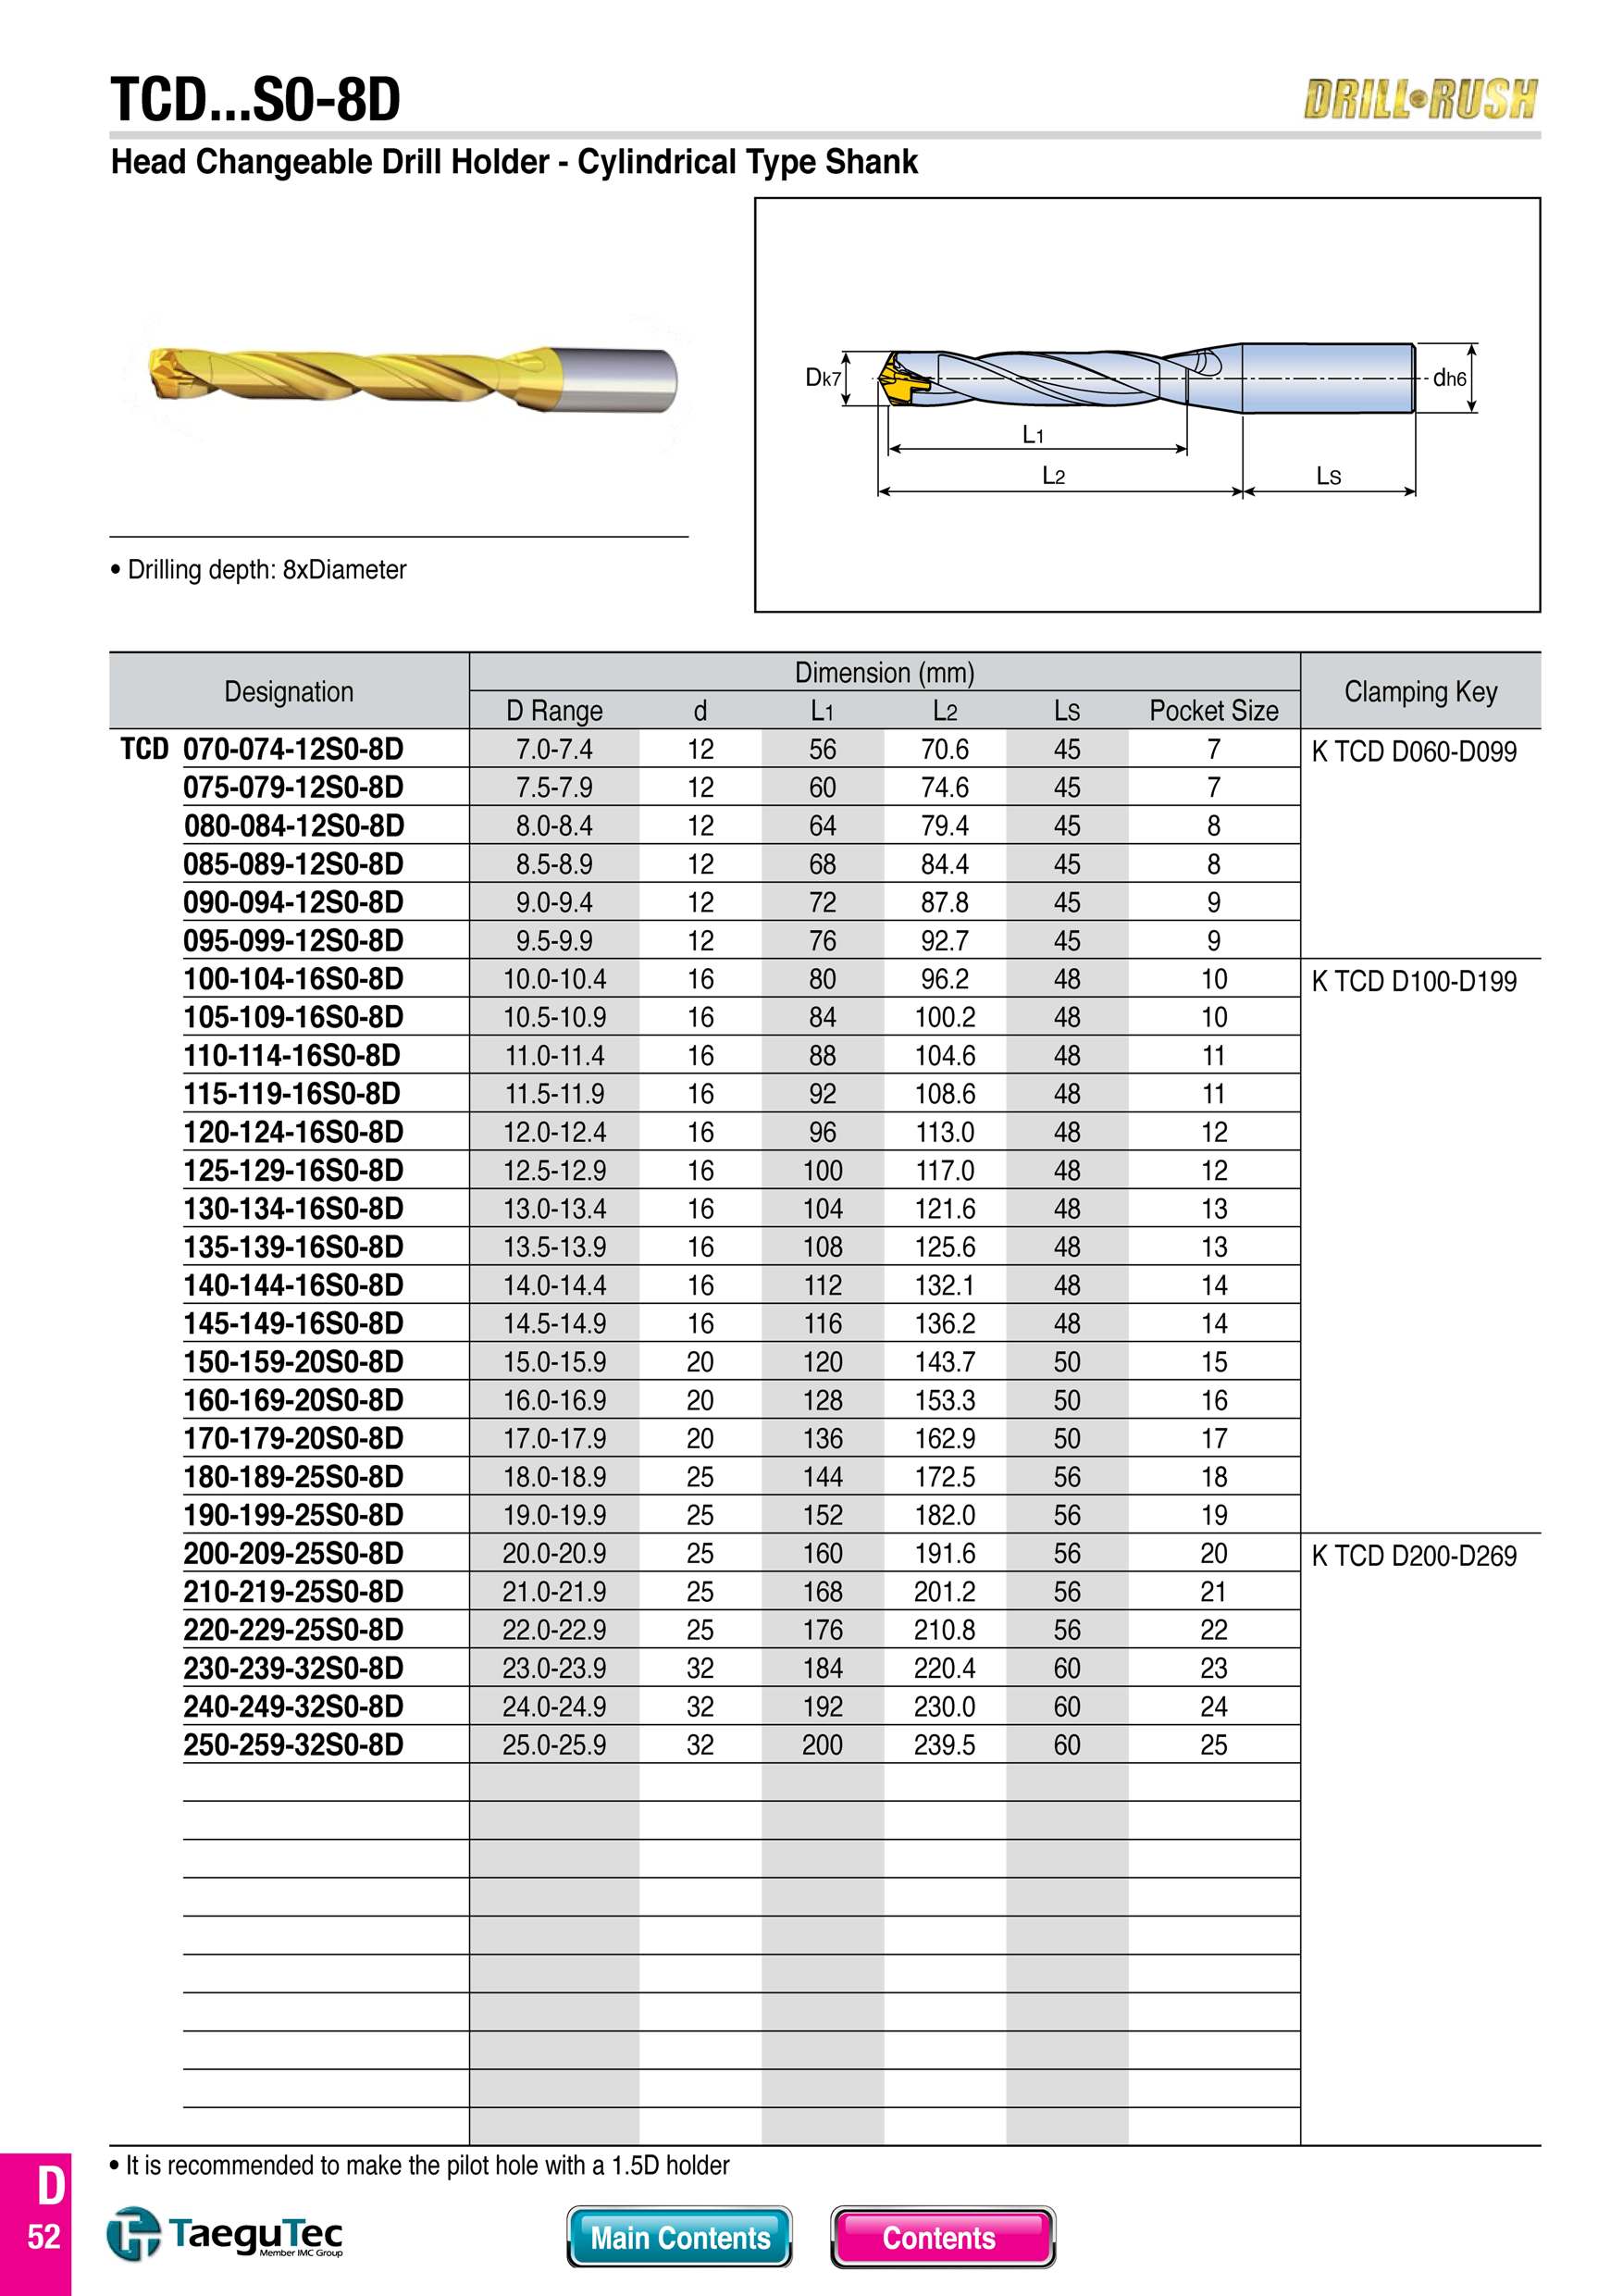 TCD...S0-8D
DRILL•RUSH
Head Changeable Drill Holder - Cylindrical Type Shank
Dk7
dh6
L1
L2
LS
• Drilling depth: 8xDiameter
Designation Dimension (mm) Clamping Key
D Range d L1 L2 LS Pocket Size
TCD 070-074-12S0-8D 7.0-7.4 12 56 70.6 45 7 K TCD D060-D099
075-079-12S0-8D 7.5-7.9 12 60 74.6 45 7
080-084-12S0-8D 8.0-8.4 12 64 79.4 45 8
085-089-12S0-8D 8.5-8.9 12 68 84.4 45 8
090-094-12S0-8D 9.0-9.4 12 72 87.8 45 9
095-099-12S0-8D 9.5-9.9 12 76 92.7 45 9
100-104-16S0-8D 10.0-10.4 16 80 96.2 48 10 K TCD D100-D199
105-109-16S0-8D 10.5-10.9 16 84 100.2 48 10
110-114-16S0-8D 11.0-11.4 16 88 104.6 48 11
115-119-16S0-8D 11.5-11.9 16 92 108.6 48 11
120-124-16S0-8D 12.0-12.4 16 96 113.0 48 12
125-129-16S0-8D 12.5-12.9 16 100 117.0 48 12
130-134-16S0-8D 13.0-13.4 16 104 121.6 48 13
135-139-16S0-8D 13.5-13.9 16 108 125.6 48 13
140-144-16S0-8D 14.0-14.4 16 112 132.1 48 14
145-149-16S0-8D 14.5-14.9 16 116 136.2 48 14
150-159-20S0-8D 15.0-15.9 20 120 143.7 50 15
160-169-20S0-8D 16.0-16.9 20 128 153.3 50 16
170-179-20S0-8D 17.0-17.9 20 136 162.9 50 17
180-189-25S0-8D 18.0-18.9 25 144 172.5 56 18
190-199-25S0-8D 19.0-19.9 25 152 182.0 56 19
200-209-25S0-8D 20.0-20.9 25 160 191.6 56 20 K TCD D200-D269
210-219-25S0-8D 21.0-21.9 25 168 201.2 56 21
220-229-25S0-8D 22.0-22.9 25 176 210.8 56 22
230-239-32S0-8D 23.0-23.9 32 184 220.4 60 23
240-249-32S0-8D 24.0-24.9 32 192 230.0 60 24
250-259-32S0-8D 25.0-25.9 32 200 239.5 60 25
• It is recommended to make the pilot hole with a 1.5D holder
D
52
TaeguTec
Member IMC Group
Main Contents
Contents